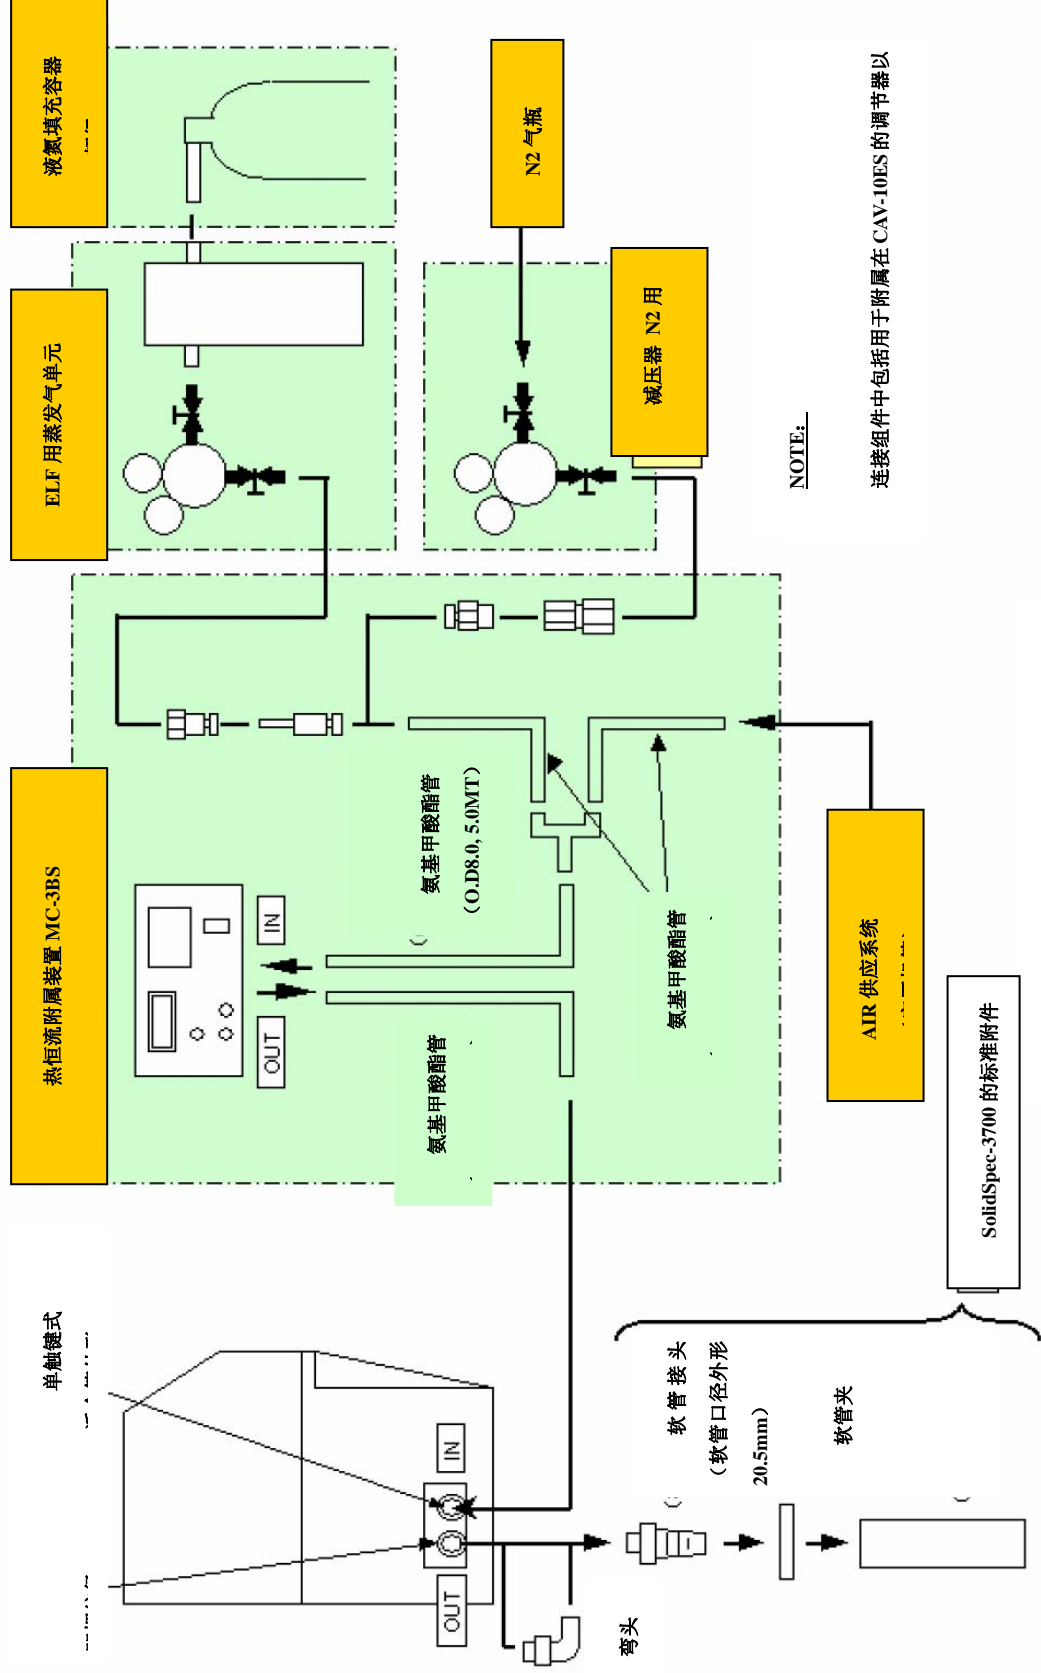 液氮填充容器
ELF 用蒸发气单元
热恒流附属装置 MC-3BS
单触键式
N2 气瓶
减压器 N2 用
NOTE:
连接组件中包括用于附属在 CAV-10ES 的调节器以
氨基甲酸酯管
（O.D8.0, 5.0MT）
IN
OUT
氨基甲酸酯管
氨基甲酸酯管
AIR 供应系统
SolidSpec-3700 的标准附件
IN
OUT
软 管 接 头
（软管口径外形
20.5mm）
软管夹
弯头